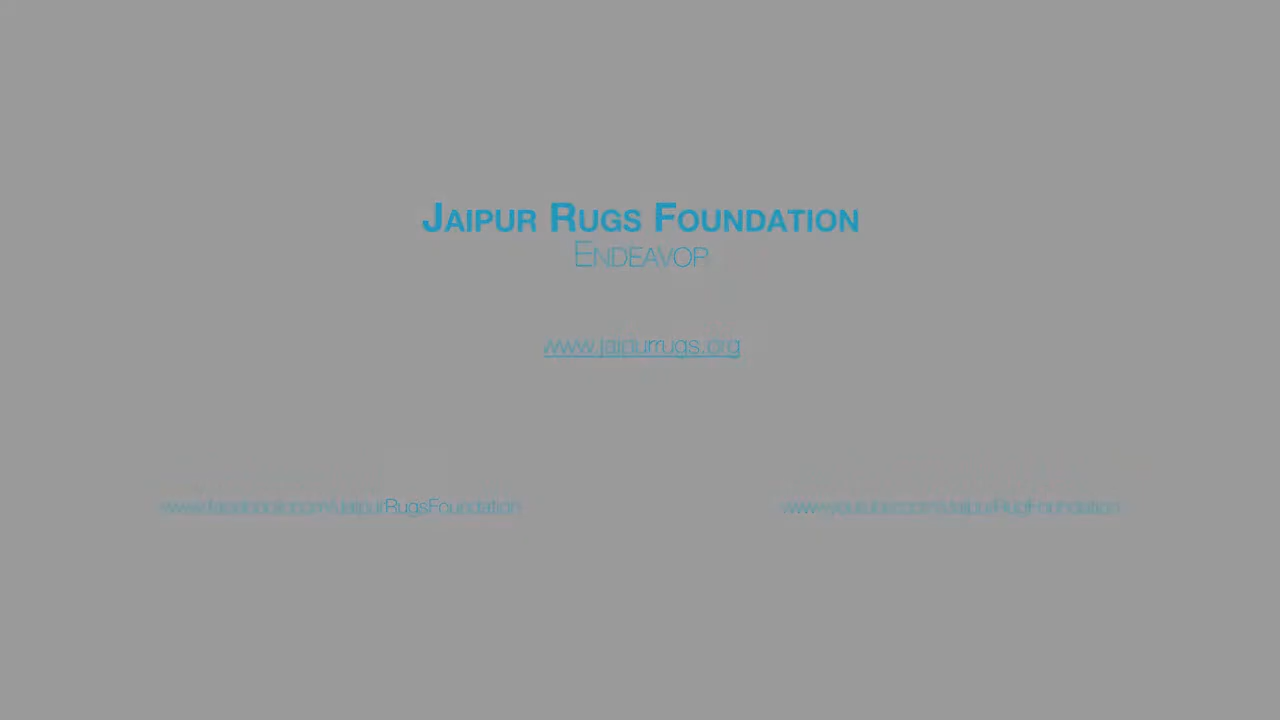 JAIPUR RUGS FOUNDATION
ENDEAVOR
www.jaipurrugs.org
www.facebook.com/JaipurRugsFoundation
www.youtube.com/JaipurRugFoundation